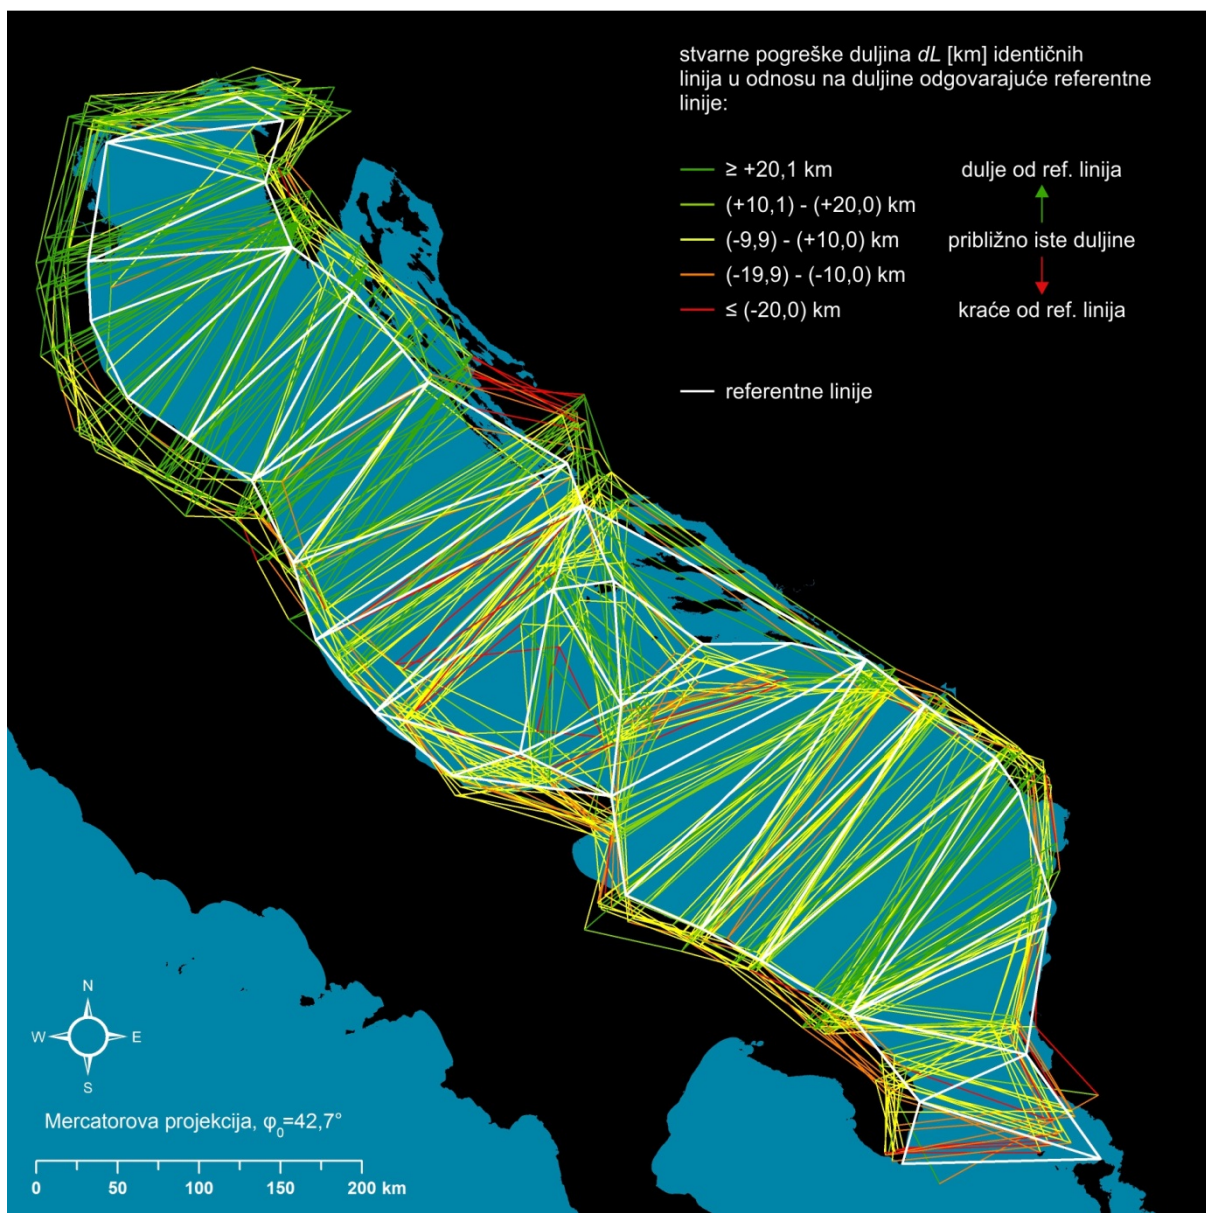 stvarne pogreške duljina dL [km] identičnih
linija u odnosu na duljine odgovarajuće referentne
linije:
≥ +20,1 km
dulje od ref. linija
(+10,1) - (+20,0) km
(-9,9) - (+10,0) km
približno iste duljine
(-19,9) - (-10,0) km
≤ (-20,0) km
kraće od ref. linija
referentne linije
N
W E
S
Mercatorova projekcija, φ₀=42,7°
0 50 100 150 200 km